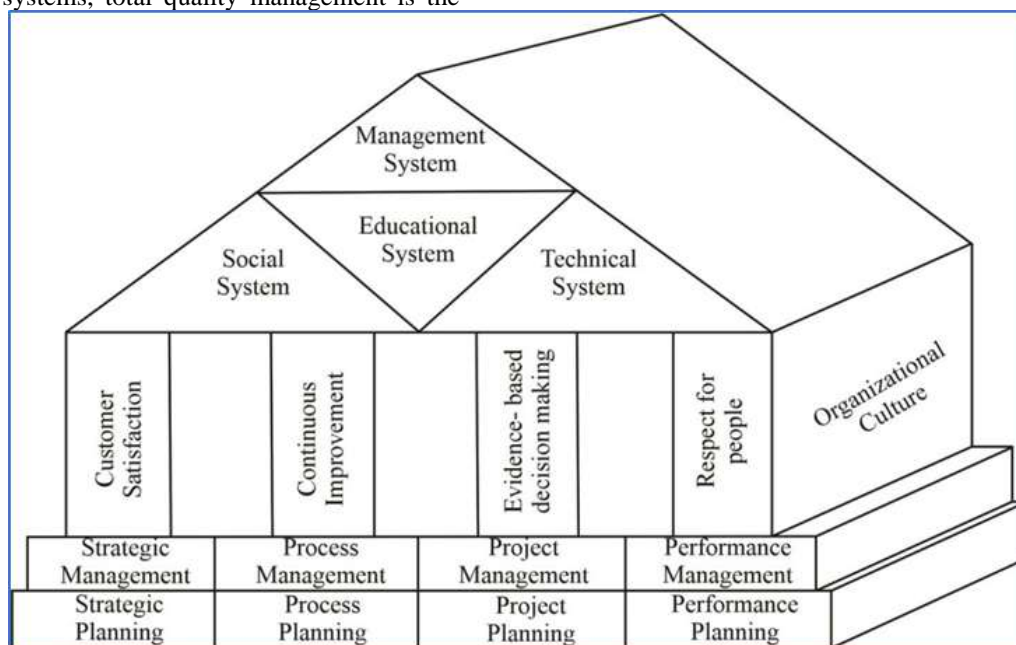 systems, total quality management is the
Management
System
Educational
System
Social
System
Technical
System
Customer
Satisfaction
Continuous
Improvement
Evidence- based
decision making
Respect for
people
Organizational
Culture
Strategic
Management
Process
Management
Project
Management
Performance
Management
Strategic
Planning
Process
Planning
Project
Planning
Performance
Planning